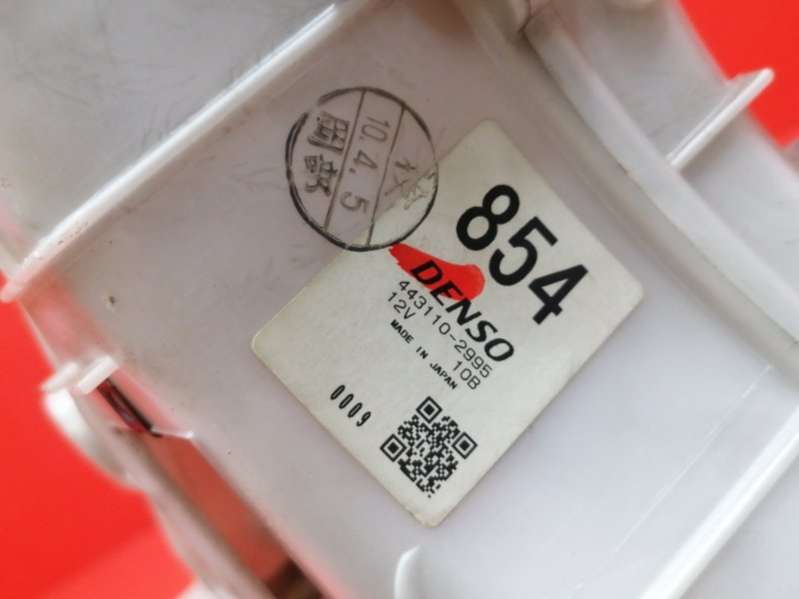 10.4.5
854
DENSO
443110-2995
12V 10B
MADE IN JAPAN
0009